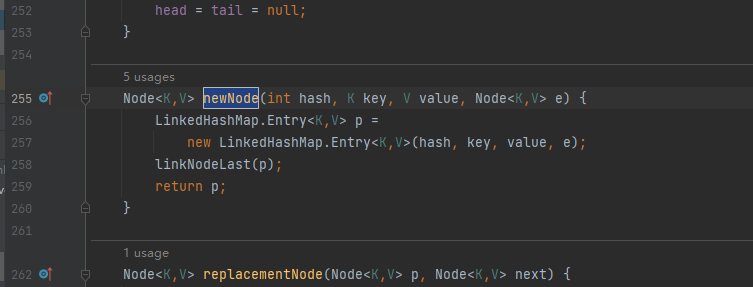 252 head = tail = null;
253 }
254
5 usages
255 Node<K,V> newNode(int hash, K key, V value, Node<K,V> e) {
256 LinkedHashMap.Entry<K,V> p =
257 new LinkedHashMap.Entry<K,V>(hash, key, value, e);
258 linkNodeLast(p);
259 return p;
260 }
261
1 usage
262 Node<K,V> replacementNode(Node<K,V> p, Node<K,V> next) {